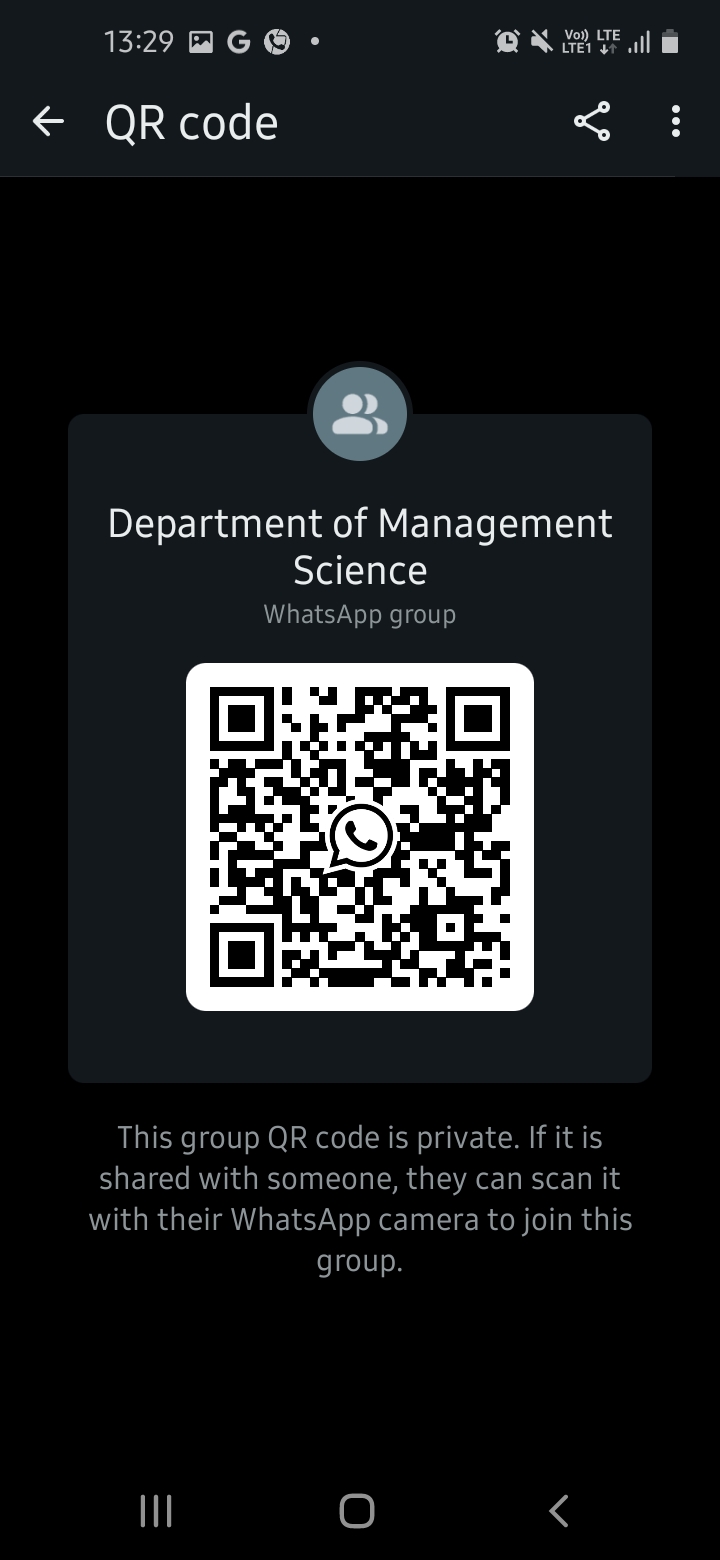 13:29
Vo)) LTE
LTE1
QR code
Department of Management
Science
WhatsApp group
This group QR code is private. If it is
shared with someone, they can scan it
with their WhatsApp camera to join this
group.